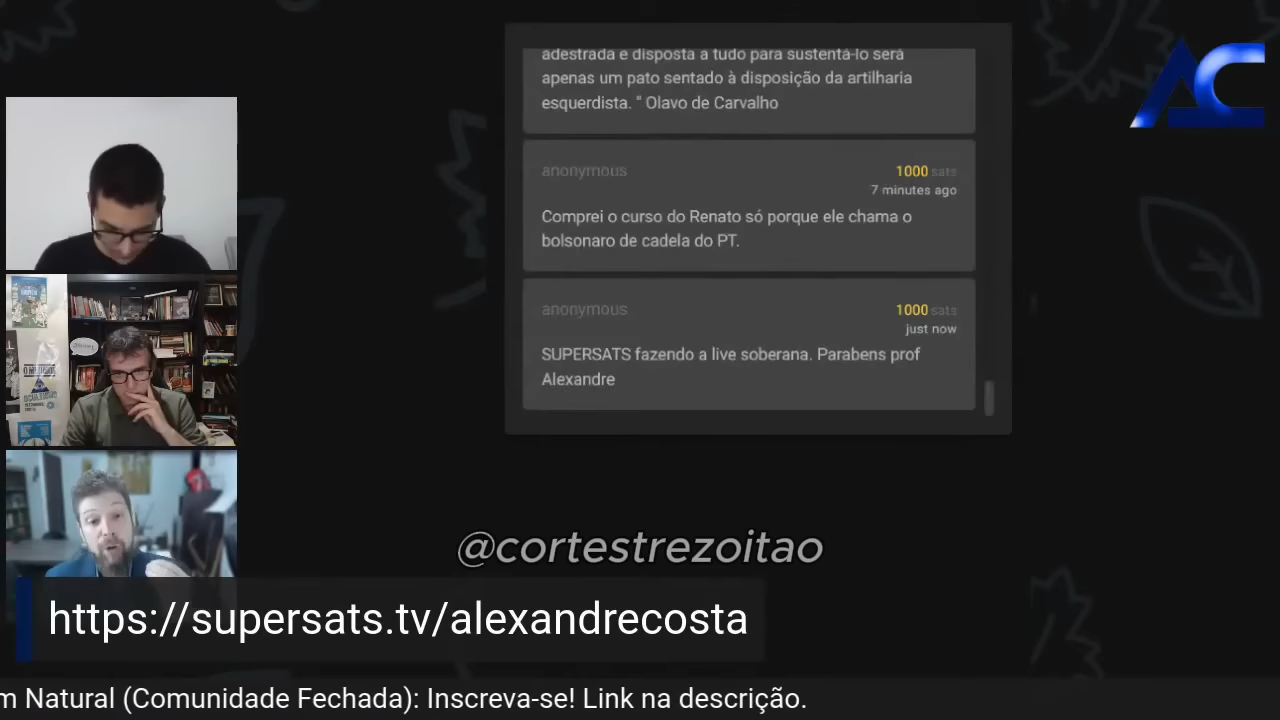 adestrada e disposta a tudo para sustentá-lo será
apenas um pato sentado à disposição da artilharia
esquerdista. " Olavo de Carvalho
anonymous
1000 sats
7 minutes ago
Comprei o curso do Renato só porque ele chama o
bolsonaro de cadela do PT.
anonymous
1000 sats
just now
SUPERSATS fazendo a live soberana. Parabens prof
Alexandre
AC
@cortestrezoitao
https://supersats.tv/alexandrecosta
m Natural (Comunidade Fechada): Inscreva-se! Link na descrição.